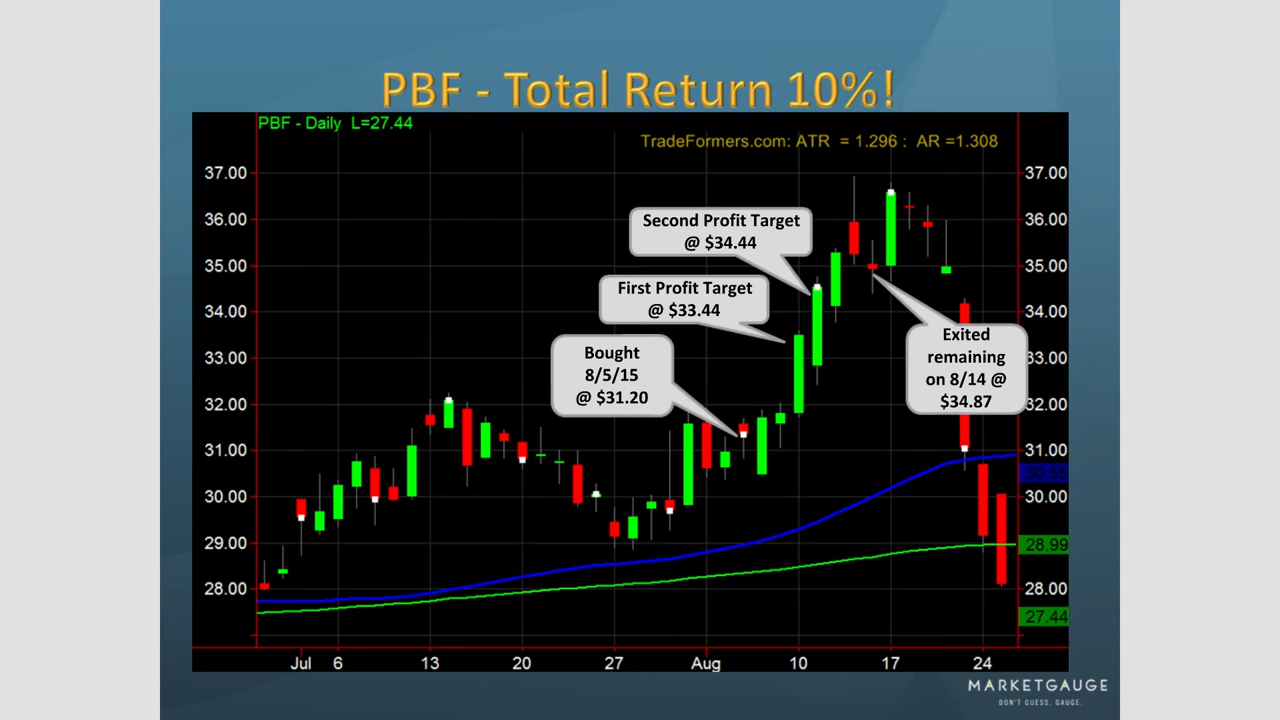 PBF - Total Return 10%!
PBF - Daily L=27.44
TradeFormers.com: ATR = 1.296 : AR =1.308
37.00
37.00
36.00
36.00
35.00
35.00
34.00
34.00
33.00
33.00
32.00
32.00
31.00
31.00
30.00
30.00
29.00
28.99
28.00
28.00
27.44
Second Profit Target
@ $34.44
First Profit Target
@ $33.44
Bought
8/5/15
@ $31.20
Exited
remaining
on 8/14 @
$34.87
Jul 6 13 20 27 Aug 10 17 24
MARKETGAUGE
DON'T GUESS. GAUGE.